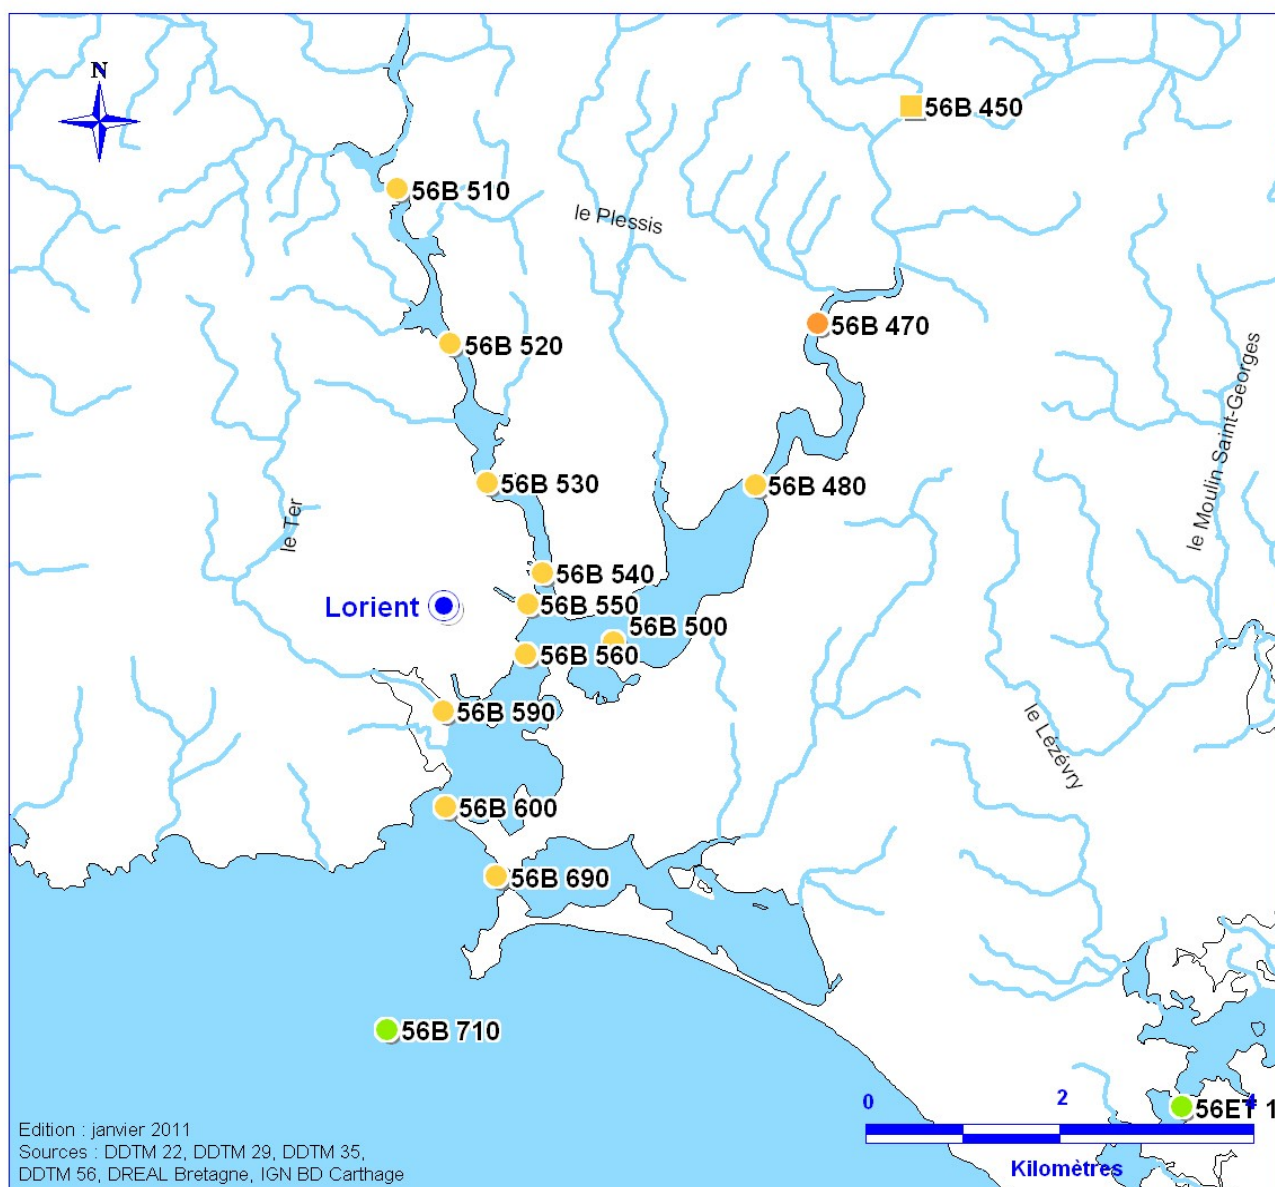 N
56B 450
56B 510
le Plessis
56B 470
56B 520
le Moulin Saint-Georges
56B 530
56B 480
le Ter
56B 540
Lorient
56B 550
56B 500
56B 560
56B 590
le Lézévry
56B 600
56B 690
56B 710
0 2 4
56ET 1
Kilomètres
Edition : janvier 2011
Sources : DDTM 22, DDTM 29, DDTM 35,
DDTM 56, DREAL Bretagne, IGN BD Carthage